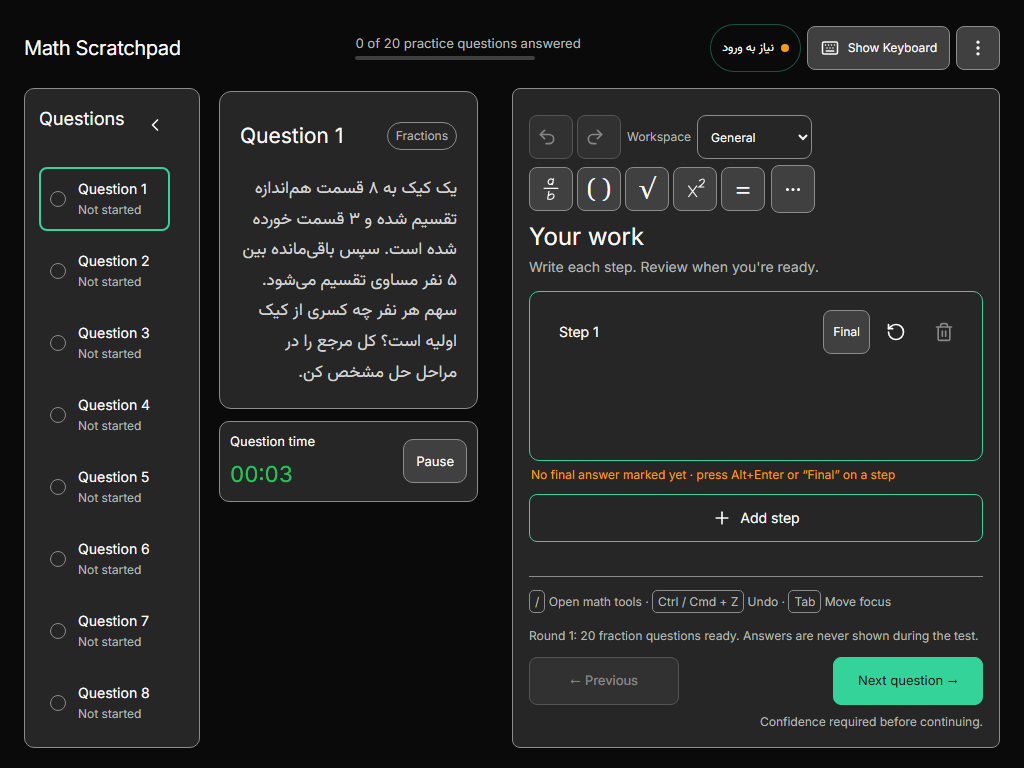 Math Scratchpad
0 of 20 practice questions answered
نیاز به ورود
Show Keyboard
Questions
Question 1
Not started
Question 2
Not started
Question 3
Not started
Question 4
Not started
Question 5
Not started
Question 6
Not started
Question 7
Not started
Question 8
Not started
Question 1
Fractions
یک کیک به ۸ قسمت هم‌اندازه
تقسیم شده و ۳ قسمت خورده
شده است. سپس باقی‌مانده بین
۵ نفر مساوی تقسیم می‌شود.
سهم هر نفر چه کسری از کیک
اولیه است؟ کل مرجع را در
مراحل حل مشخص کن.
Question time
00:03
Pause
Workspace
General
a/b
( )
√
x²
=
Your work
Write each step. Review when you're ready.
Step 1
Final
No final answer marked yet · press Alt+Enter or “Final” on a step
+ Add step
/ Open math tools · Ctrl / Cmd + Z Undo · Tab Move focus
Round 1: 20 fraction questions ready. Answers are never shown during the test.
← Previous
Next question →
Confidence required before continuing.